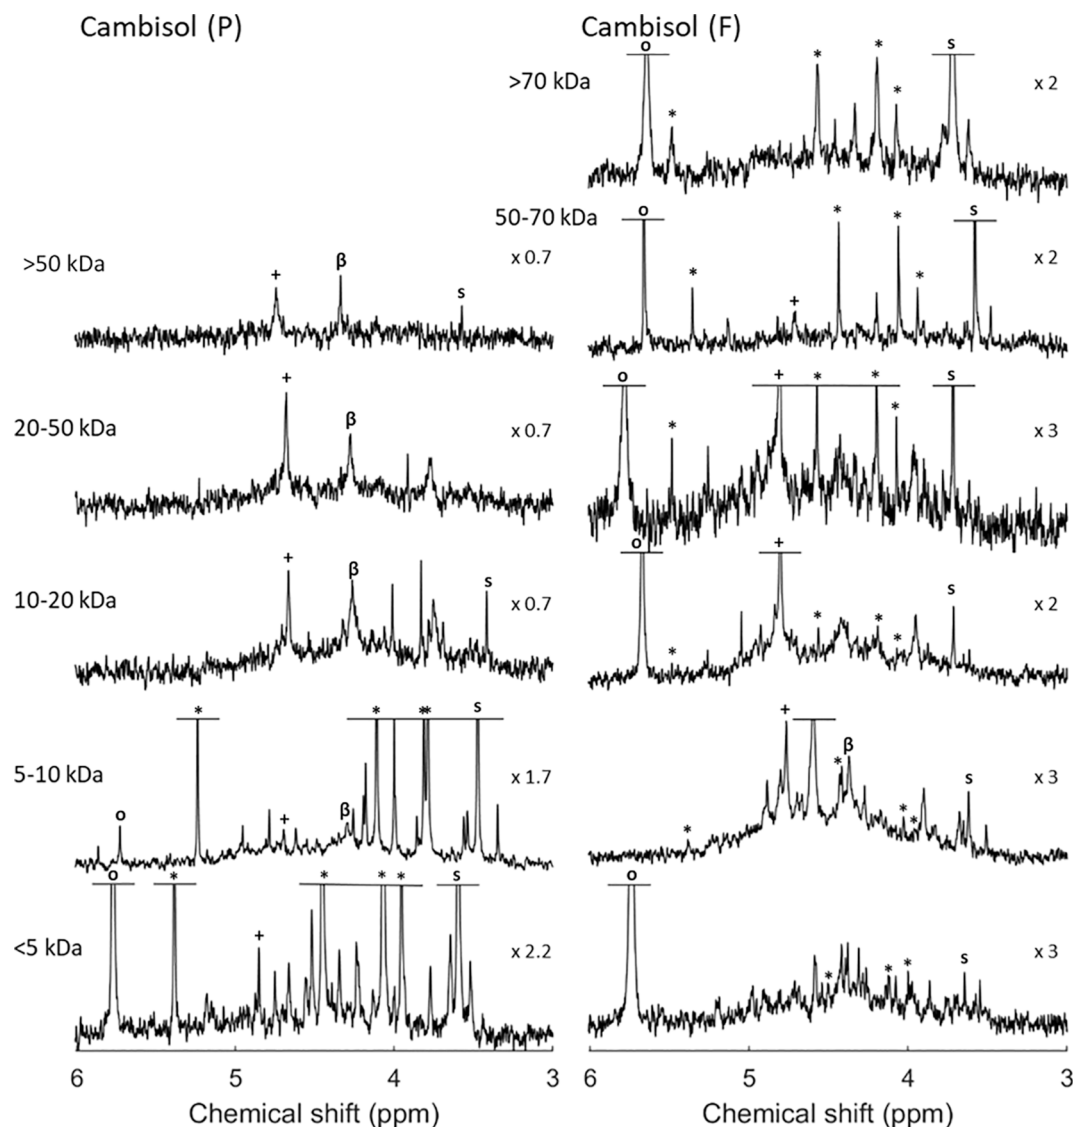 Cambisol (P)
>50 kDa
x 0.7
+
β
s
20-50 kDa
x 0.7
+
β
10-20 kDa
x 0.7
+
β
s
5-10 kDa
x 1.7
o
*
+
β
*
**
s
<5 kDa
x 2.2
o
*
+
*
*
*
s
6
5
4
3
Chemical shift (ppm)
Cambisol (F)
>70 kDa
x 2
o
*
*
*
*
s
50-70 kDa
x 2
o
*
+
*
*
*
s
x 3
o
*
+
*
*
*
s
x 2
o
*
+
*
*
*
s
x 3
*
+
*
β
*
*
s
x 3
o
*
*
*
s
6
5
4
3
Chemical shift (ppm)